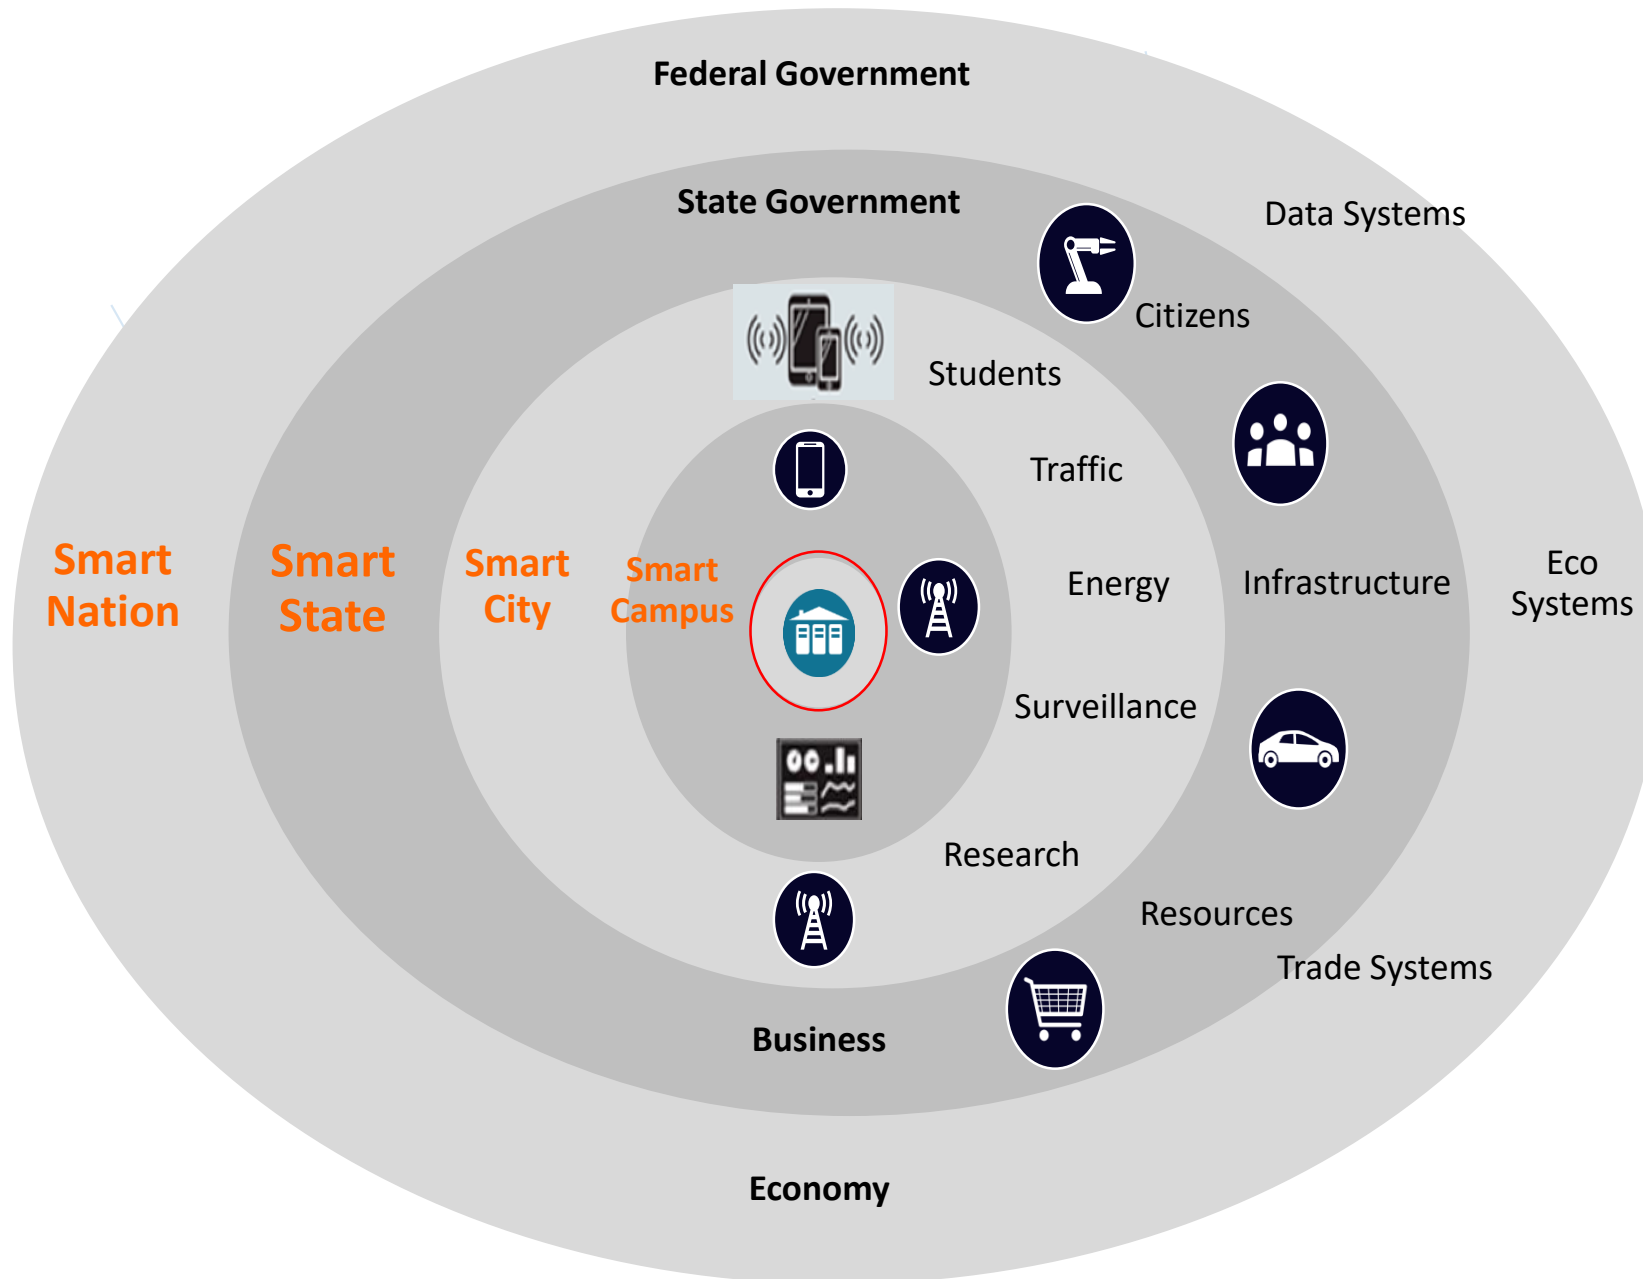 Federal Government
State Government
Data Systems
Citizens
Students
Traffic
Smart
Nation
Smart
State
Smart
City
Smart
Campus
Energy
Infrastructure
Eco
Systems
Surveillance
Research
Resources
Trade Systems
Business
Economy